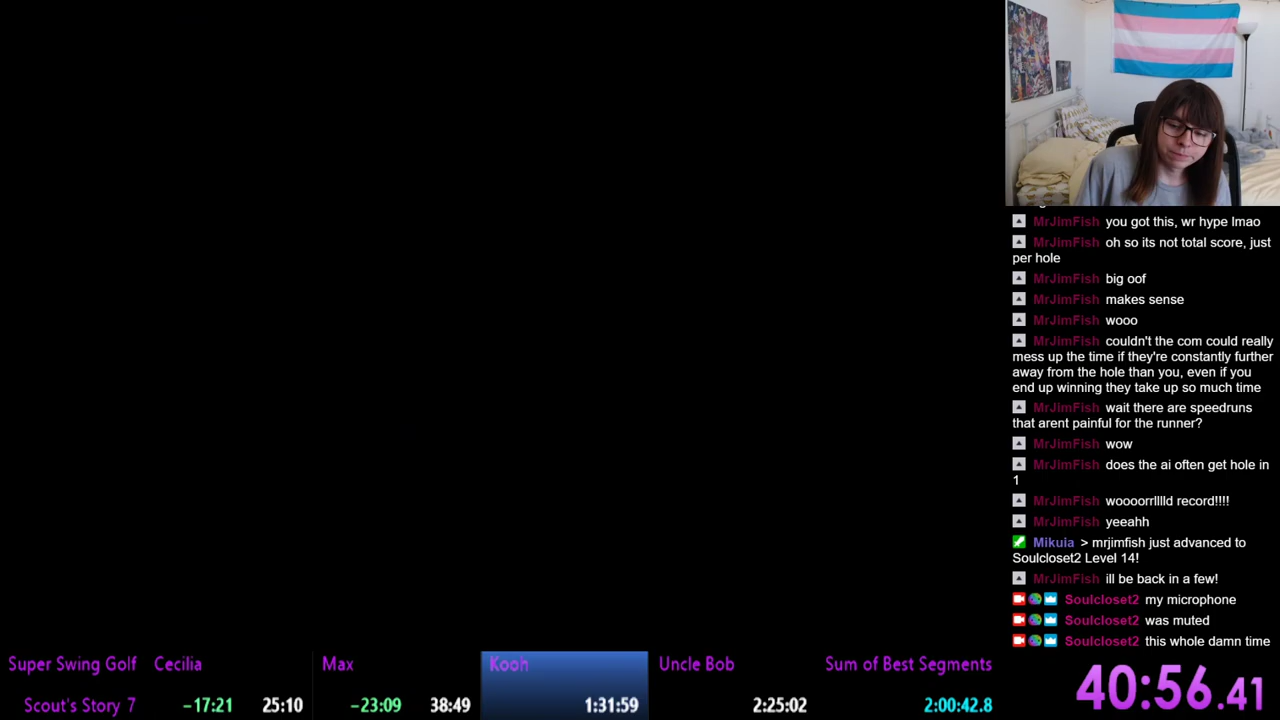 MrJimFish you got this, wr hype lmao
MrJimFish oh so its not total score, just
per hole
MrJimFish big oof
MrJimFish makes sense
MrJimFish wooo
MrJimFish couldn't the com could really
mess up the time if they're constantly further
away from the hole than you, even if you
end up winning they take up so much time
MrJimFish wait there are speedruns
that arent painful for the runner?
MrJimFish wow
MrJimFish does the ai often get hole in
1
MrJimFish woooorrlllld record!!!!
MrJimFish yeeahh
Mikuia > mrjimfish just advanced to
Soulcloset2 Level 14!
MrJimFish ill be back in a few!
Soulcloset2 my microphone
Soulcloset2 was muted
Soulcloset2 this whole damn time
Super Swing Golf Cecilia Max Kooh Uncle Bob Sum of Best Segments
Scout's Story 7 -17:21 25:10 -23:09 38:49 1:31:59 2:25:02 2:00:42.8
40:56.41